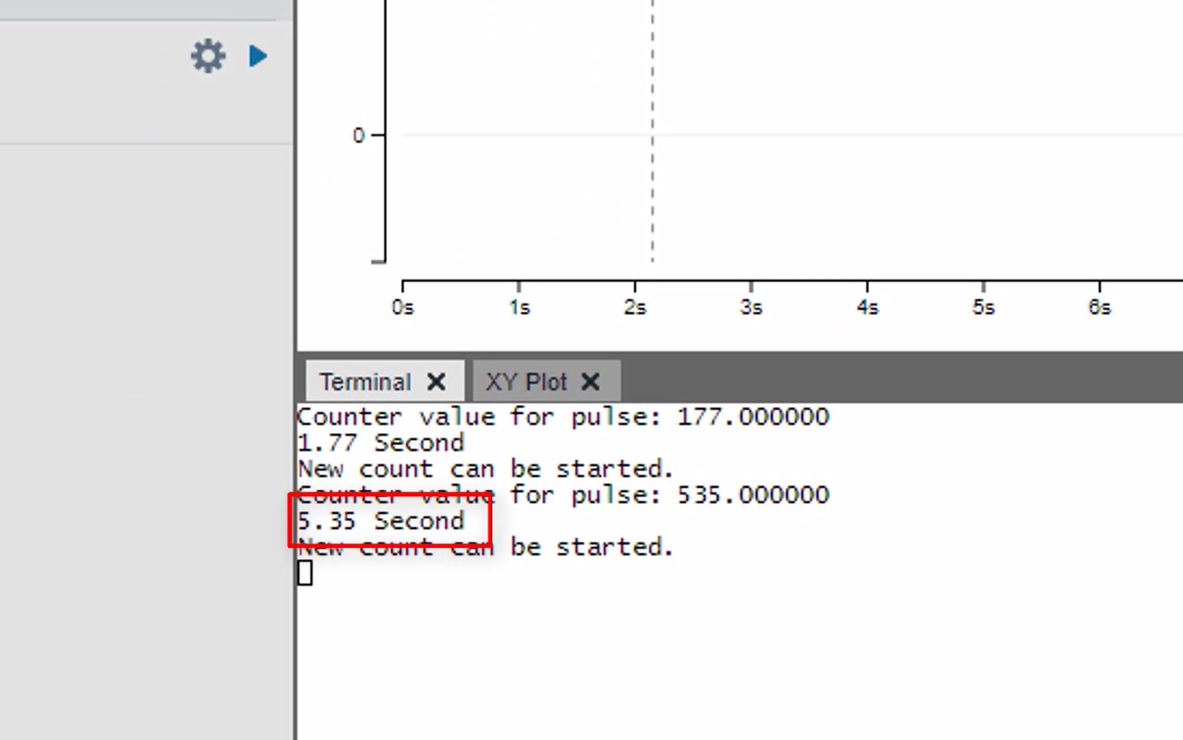 0
0s 1s 2s 3s 4s 5s 6s
Terminal XY Plot
Counter value for pulse: 177.000000
1.77 Second
New count can be started.
Counter value for pulse: 535.000000
5.35 Second
New count can be started.